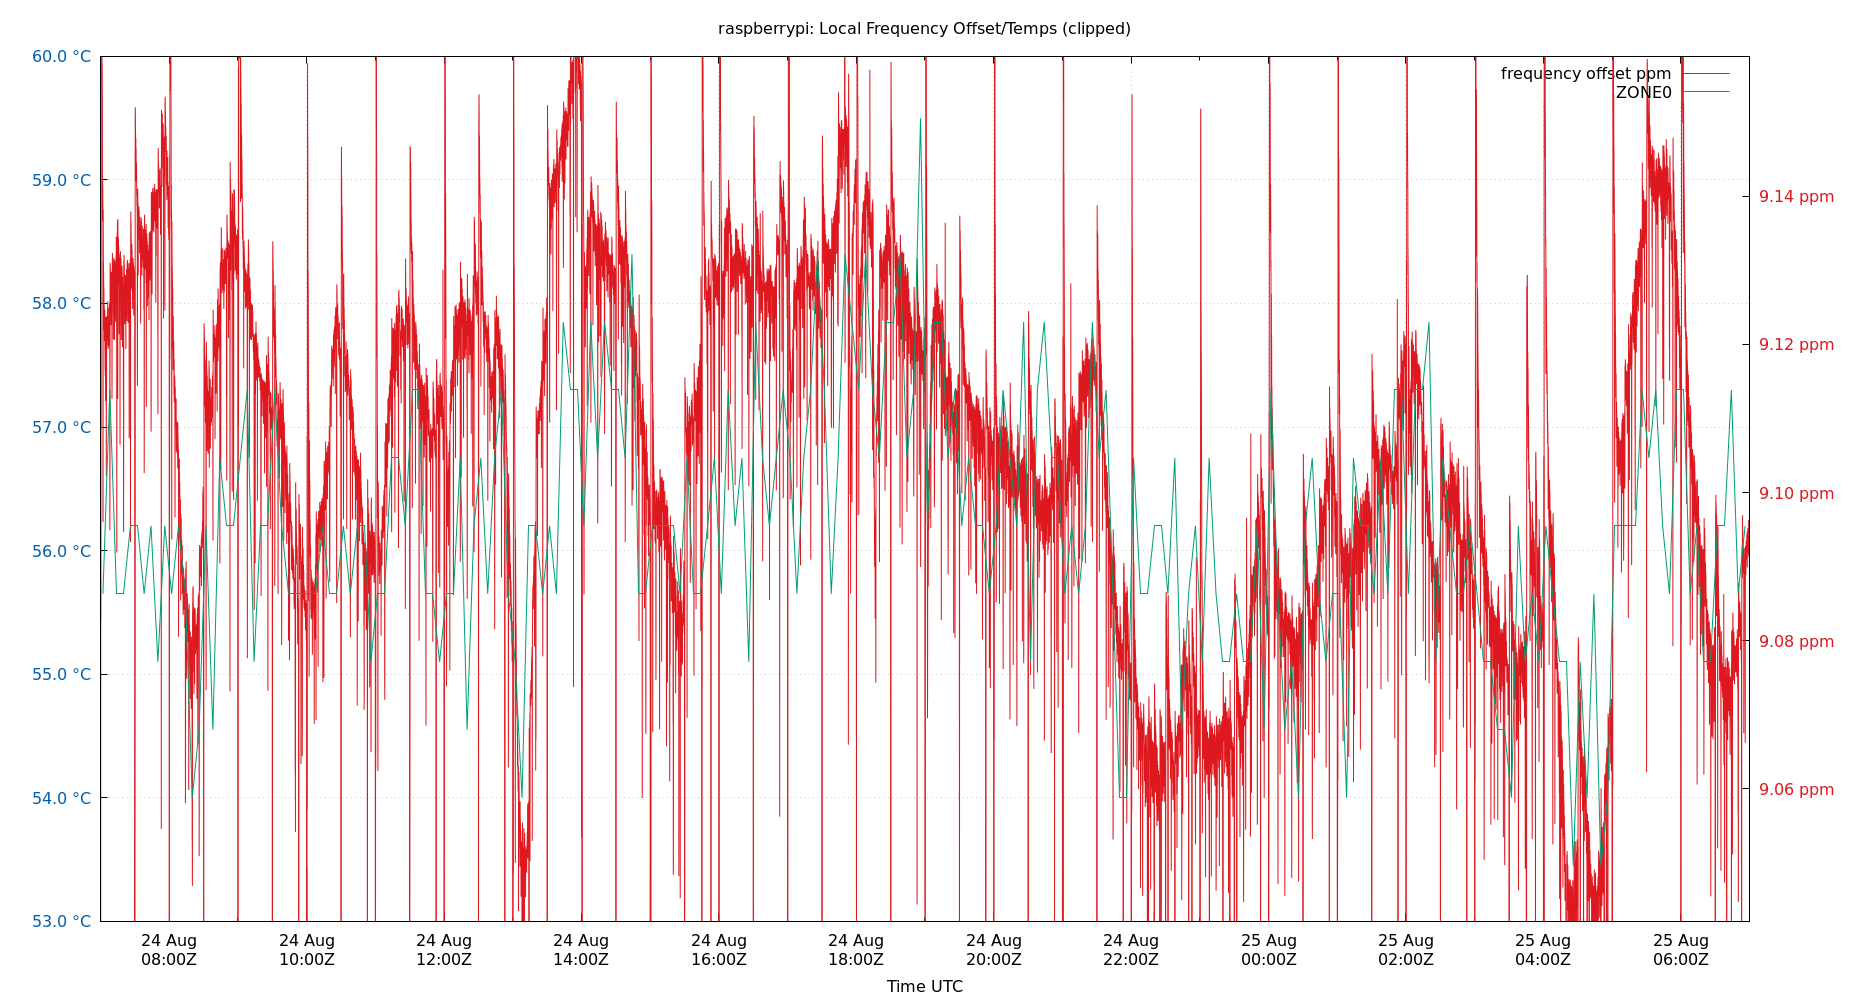 raspberrypi: Local Frequency Offset/Temps (clipped)
60.0 °C
59.0 °C
58.0 °C
57.0 °C
56.0 °C
55.0 °C
54.0 °C
53.0 °C
frequency offset ppm
ZONE0
9.14 ppm
9.12 ppm
9.10 ppm
9.08 ppm
9.06 ppm
24 Aug
08:00Z
24 Aug
10:00Z
24 Aug
12:00Z
24 Aug
14:00Z
24 Aug
16:00Z
24 Aug
18:00Z
24 Aug
20:00Z
24 Aug
22:00Z
25 Aug
00:00Z
25 Aug
02:00Z
25 Aug
04:00Z
25 Aug
06:00Z
Time UTC